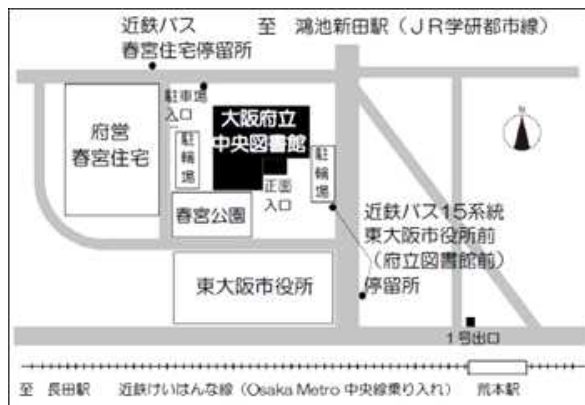 近鉄バス
春宮住宅停留所
至 鴻池新田駅（ＪＲ学研都市線）
駐車場
入口
大阪府立
中央図書館
N
府営
春宮住宅
駐輪場
駐輪場
正面
入口
春宮公園
近鉄バス15系統
東大阪市役所前
（府立図書館前）
停留所
東大阪市役所
1号出口
至 長田駅 近鉄けいはんな線（Osaka Metro 中央線乗り入れ） 荒本駅